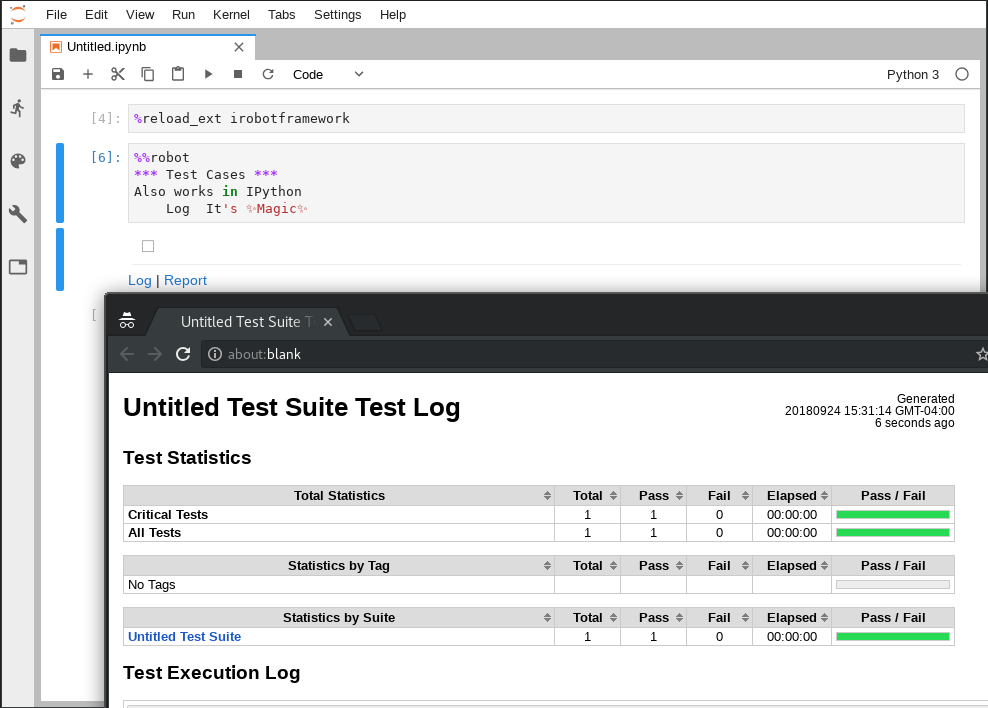 File Edit View Run Kernel Tabs Settings Help
Untitled.ipynb
Code Python 3
[4]: %reload_ext irobotframework
[6]: %%robot
*** Test Cases ***
Also works in IPython
Log  It's ✨Magic✨
Log | Report
[
Untitled Test Suite T
about:blank
Untitled Test Suite Test Log
Generated
20180924 15:31:14 GMT-04:00
6 seconds ago
Test Statistics
Total Statistics Total Pass Fail Elapsed Pass / Fail
Critical Tests 1 1 0 00:00:00
All Tests 1 1 0 00:00:00
Statistics by Tag Total Pass Fail Elapsed Pass / Fail
No Tags
Statistics by Suite Total Pass Fail Elapsed Pass / Fail
Untitled Test Suite 1 1 0 00:00:00
Test Execution Log